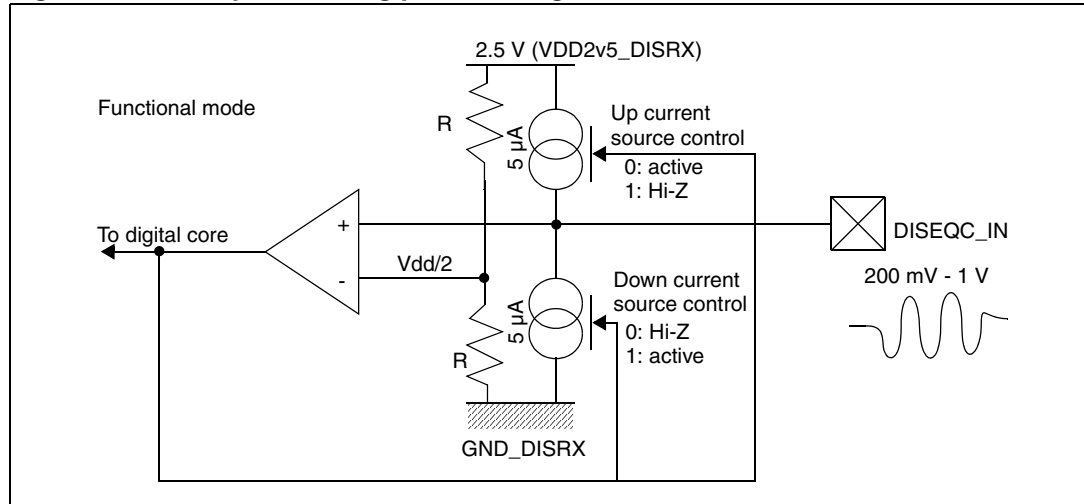 2.5 V (VDD2v5_DISRX)
Functional mode
R
5 µA
Up current
source control
0: active
1: Hi-Z
+
To digital core
DISEQC_IN
Vdd/2
-
200 mV - 1 V
Down current
source control
0: Hi-Z
1: active
5 µA
R
GND_DISRX